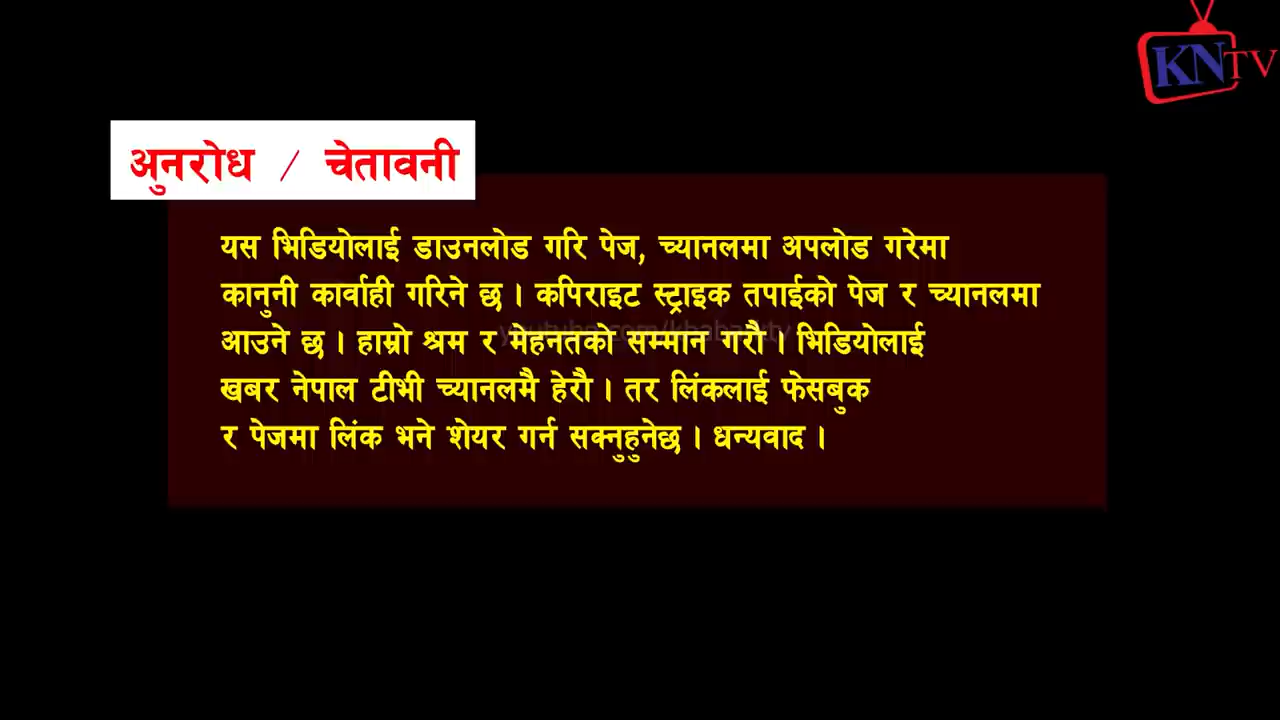 KNTV
अुनरोध / चेतावनी
यस भिडियोलाई डाउनलोड गरि पेज, च्यानलमा अपलोड गरेमा
कानुनी कार्वाही गरिने छ । कपिराइट स्ट्राइक तपाईको पेज र च्यानलमा
आउने छ । हाम्रो श्रम र मेहनतको सम्मान गरौ । भिडियोलाई
खबर नेपाल टीभी च्यानलमै हेरौ । तर लिंकलाई फेसबुक
र पेजमा लिंक भने शेयर गर्न सक्नुहुनेछ । धन्यवाद ।